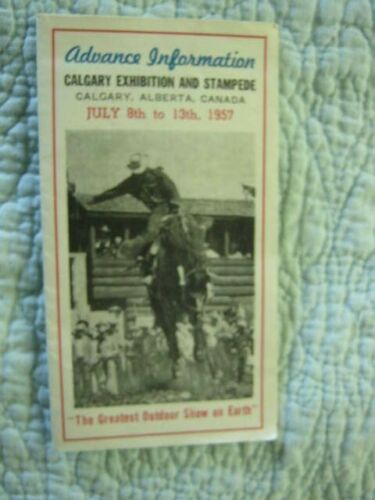 Advance Information
CALGARY EXHIBITION AND STAMPEDE
CALGARY, ALBERTA, CANADA
JULY 8th to 13th, 1957
"The Greatest Outdoor Show on Earth"